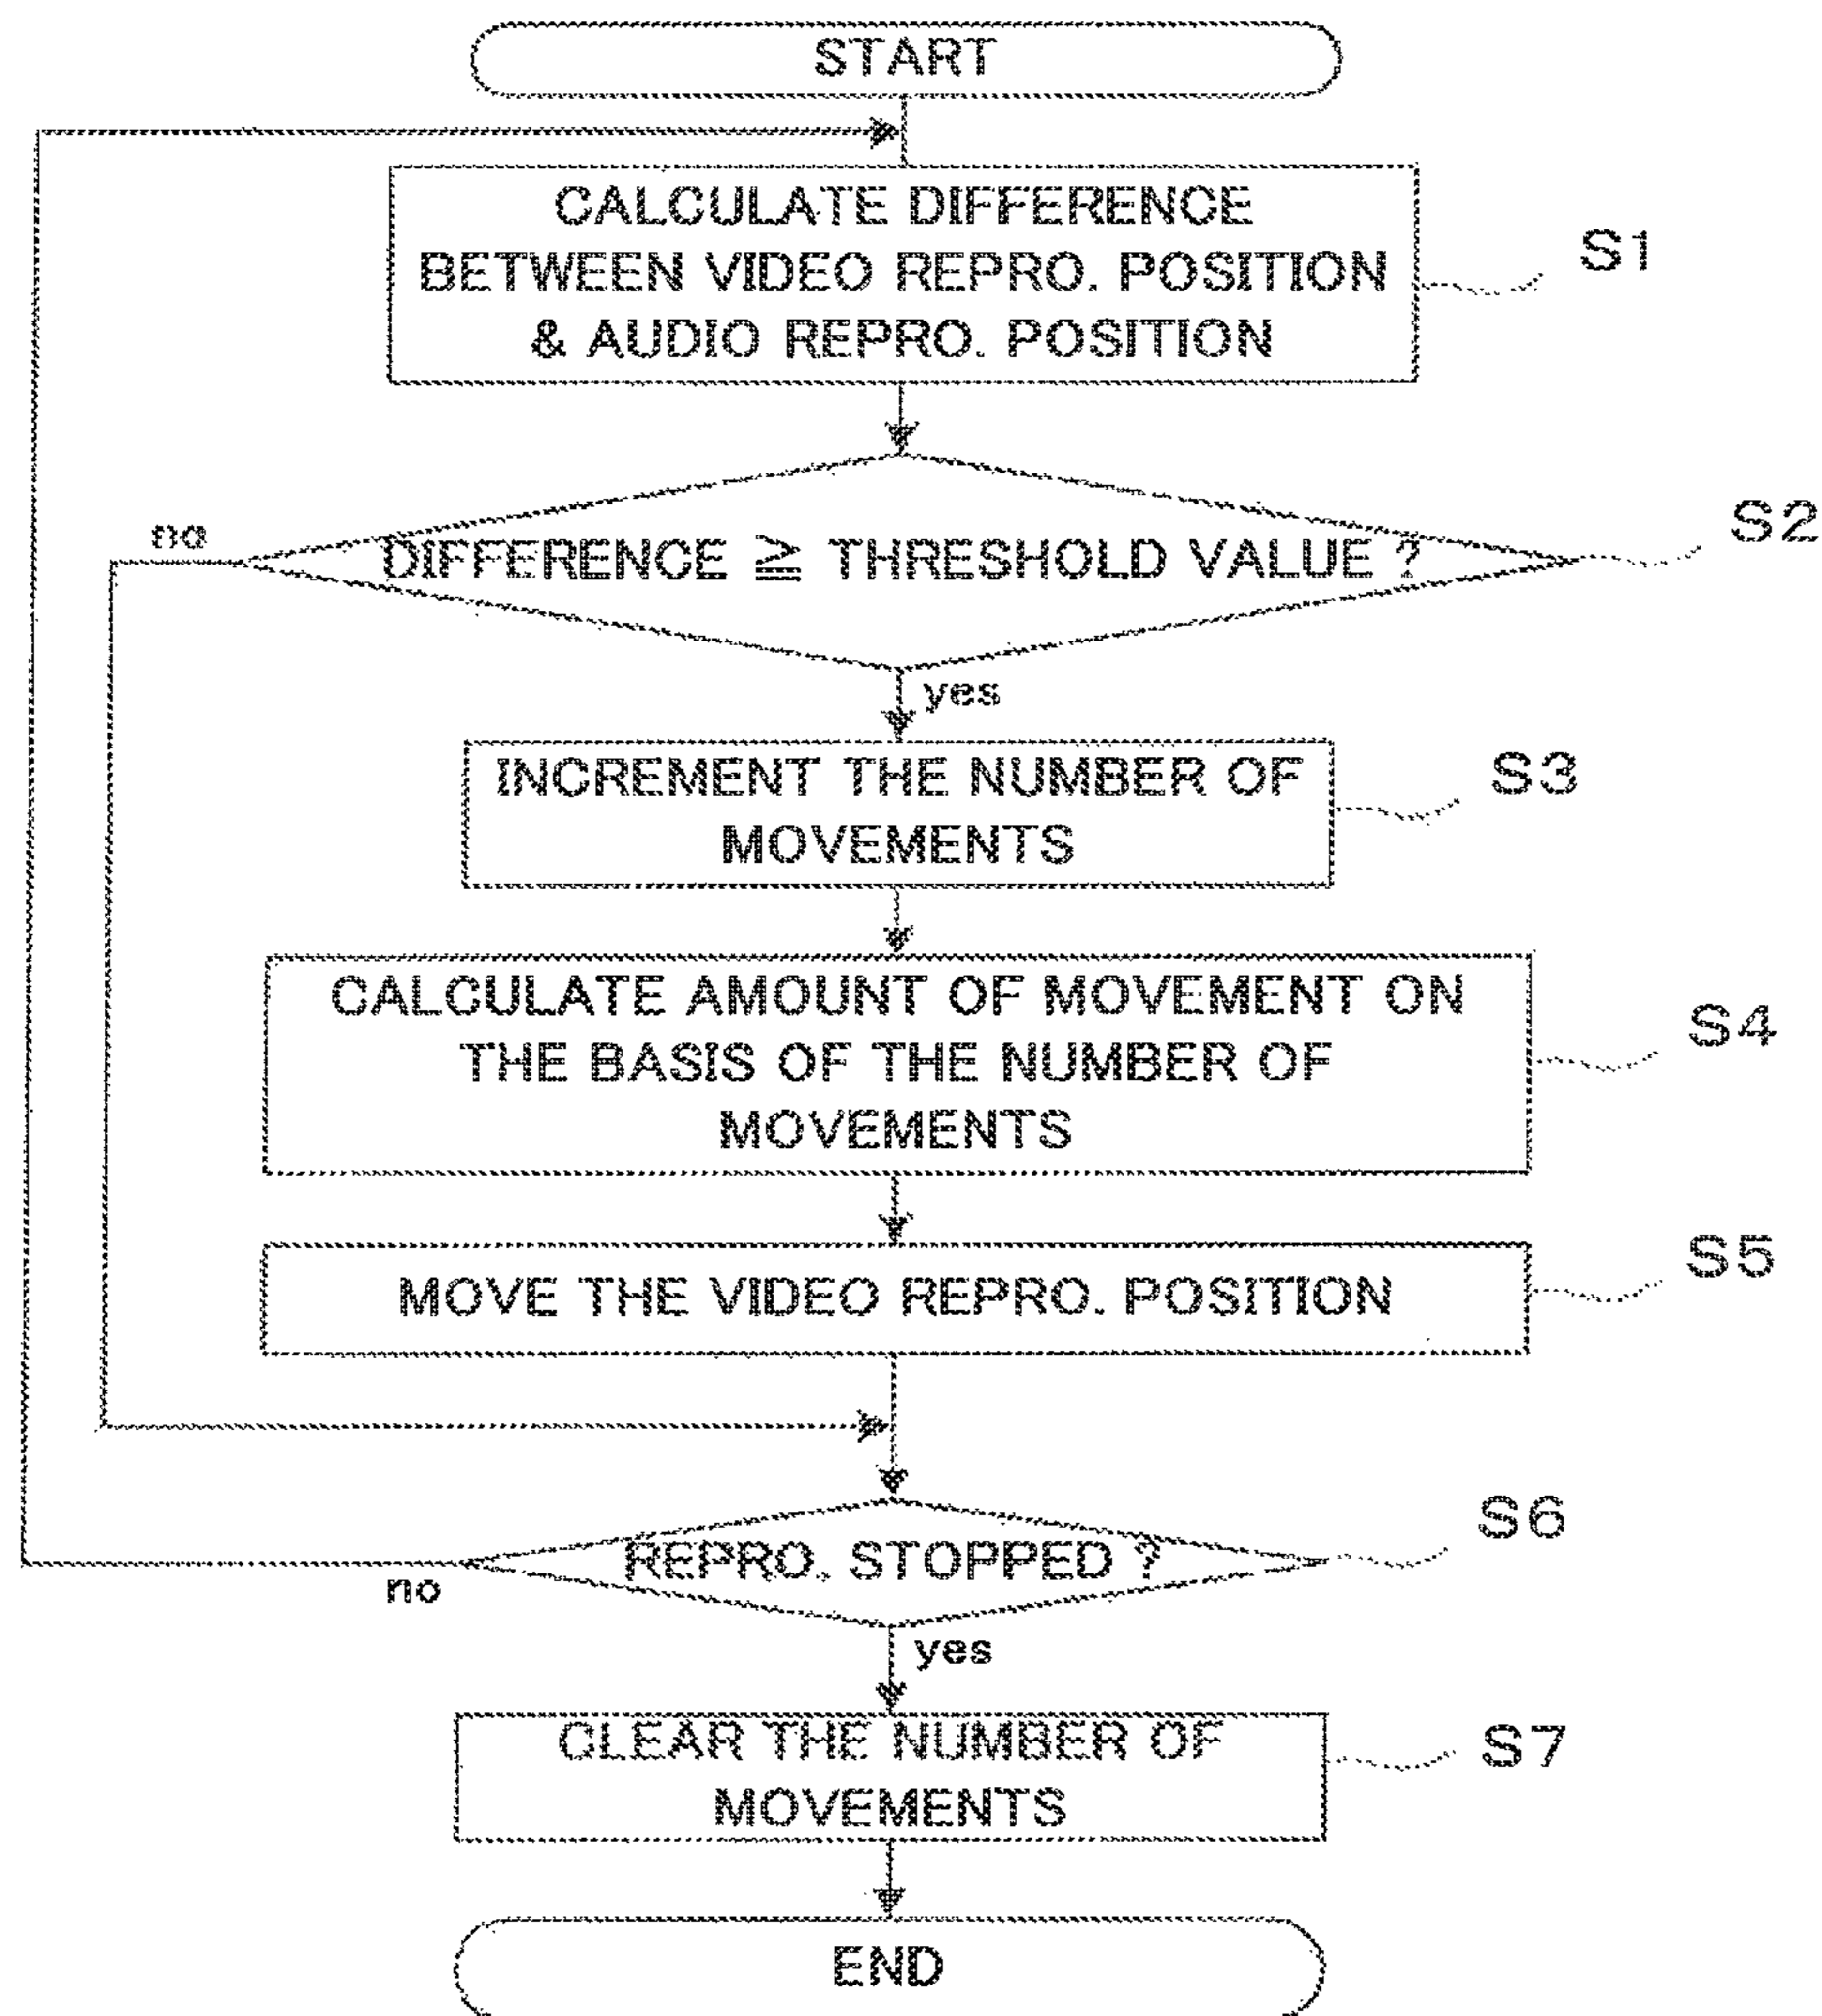 START
CALCULATE DIFFERENCE
BETWEEN VIDEO REPRO. POSITION
& AUDIO REPRO. POSITION
S1
DIFFERENCE ≧ THRESHOLD VALUE ?
S2
no
yes
INCREMENT THE NUMBER OF
MOVEMENTS
S3
CALCULATE AMOUNT OF MOVEMENT ON
THE BASIS OF THE NUMBER OF
MOVEMENTS
S4
MOVE THE VIDEO REPRO. POSITION
S5
REPRO. STOPPED ?
S6
no
yes
CLEAR THE NUMBER OF
MOVEMENTS
S7
END